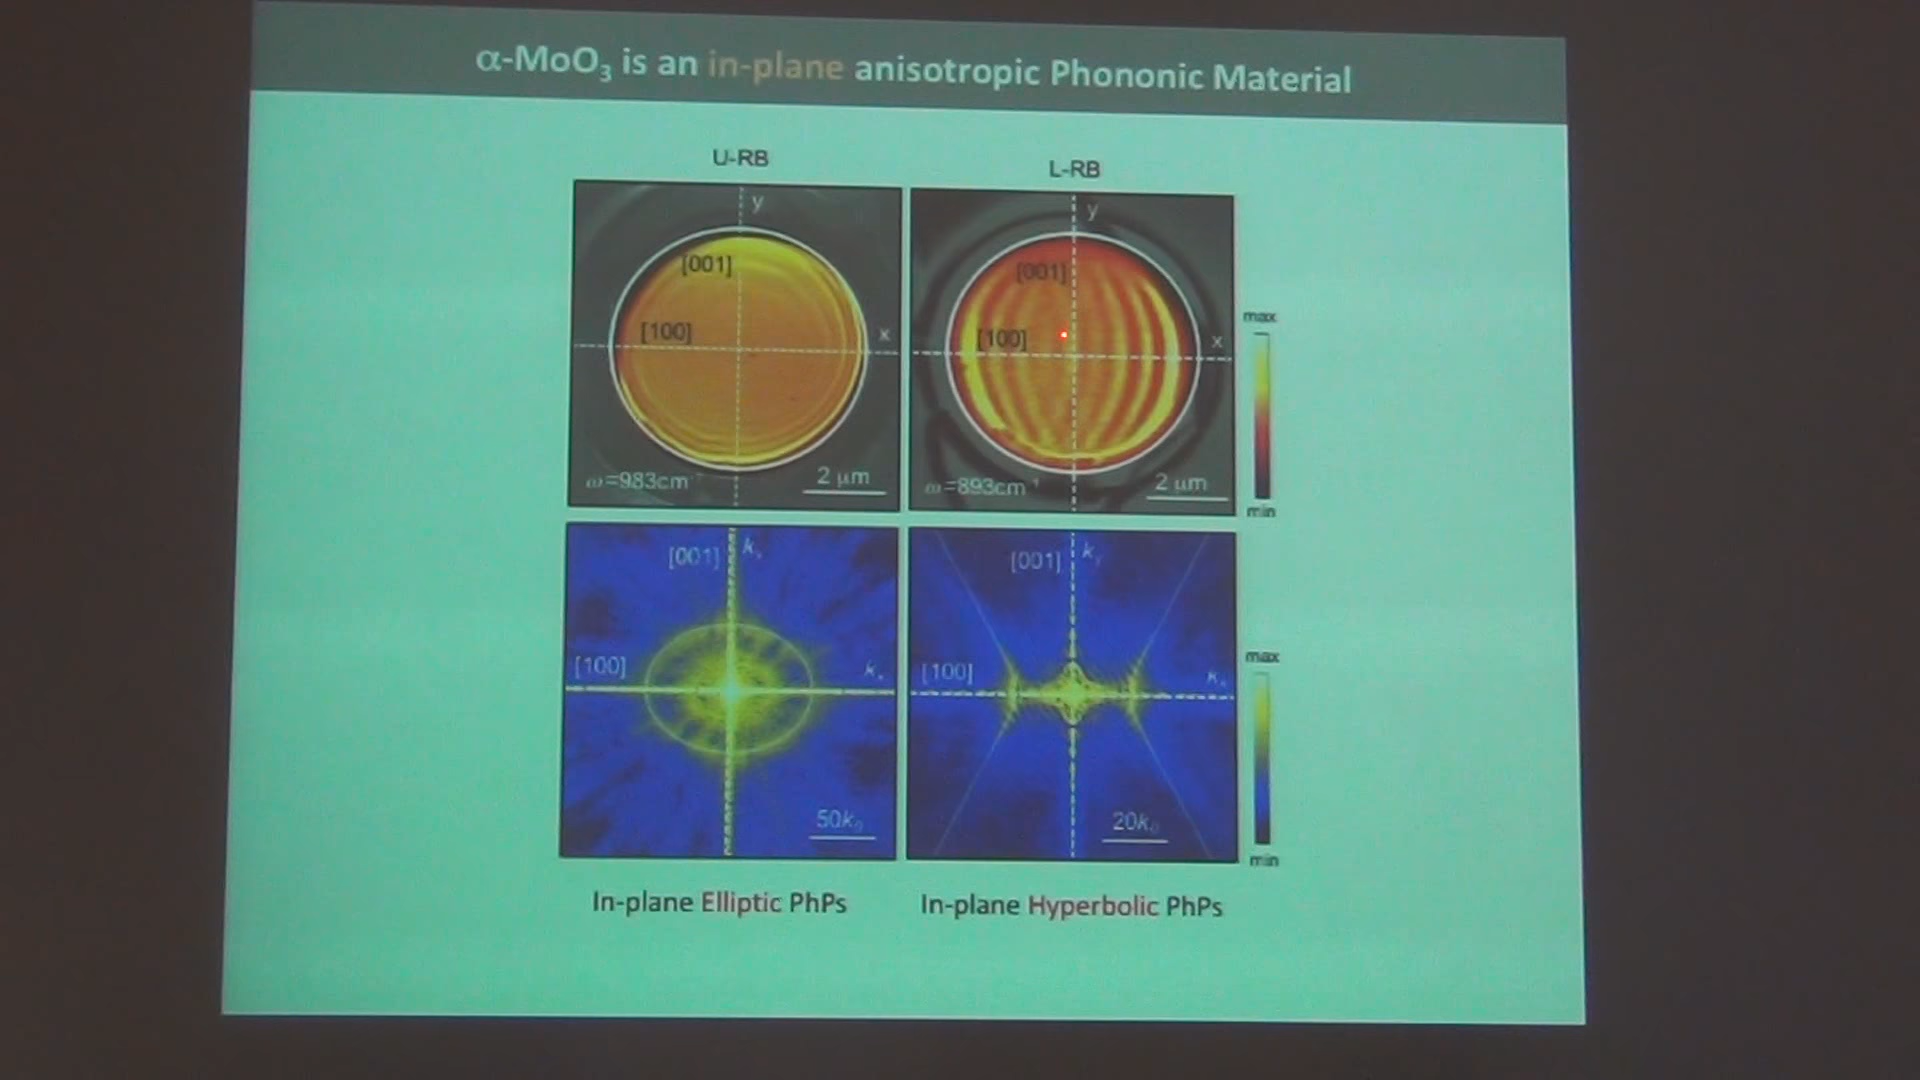 α-MoO₃ is an in-plane anisotropic Phononic Material
U-RB
L-RB
y
[001]
[100]
x
ω=983cm⁻¹
2 μm
y
[001]
[100]
x
ω=893cm⁻¹
2 μm
max
min
[001]
[100]
50k₀
[001]
k_y
[100]
k_x
20k₀
max
min
In-plane Elliptic PhPs
In-plane Hyperbolic PhPs